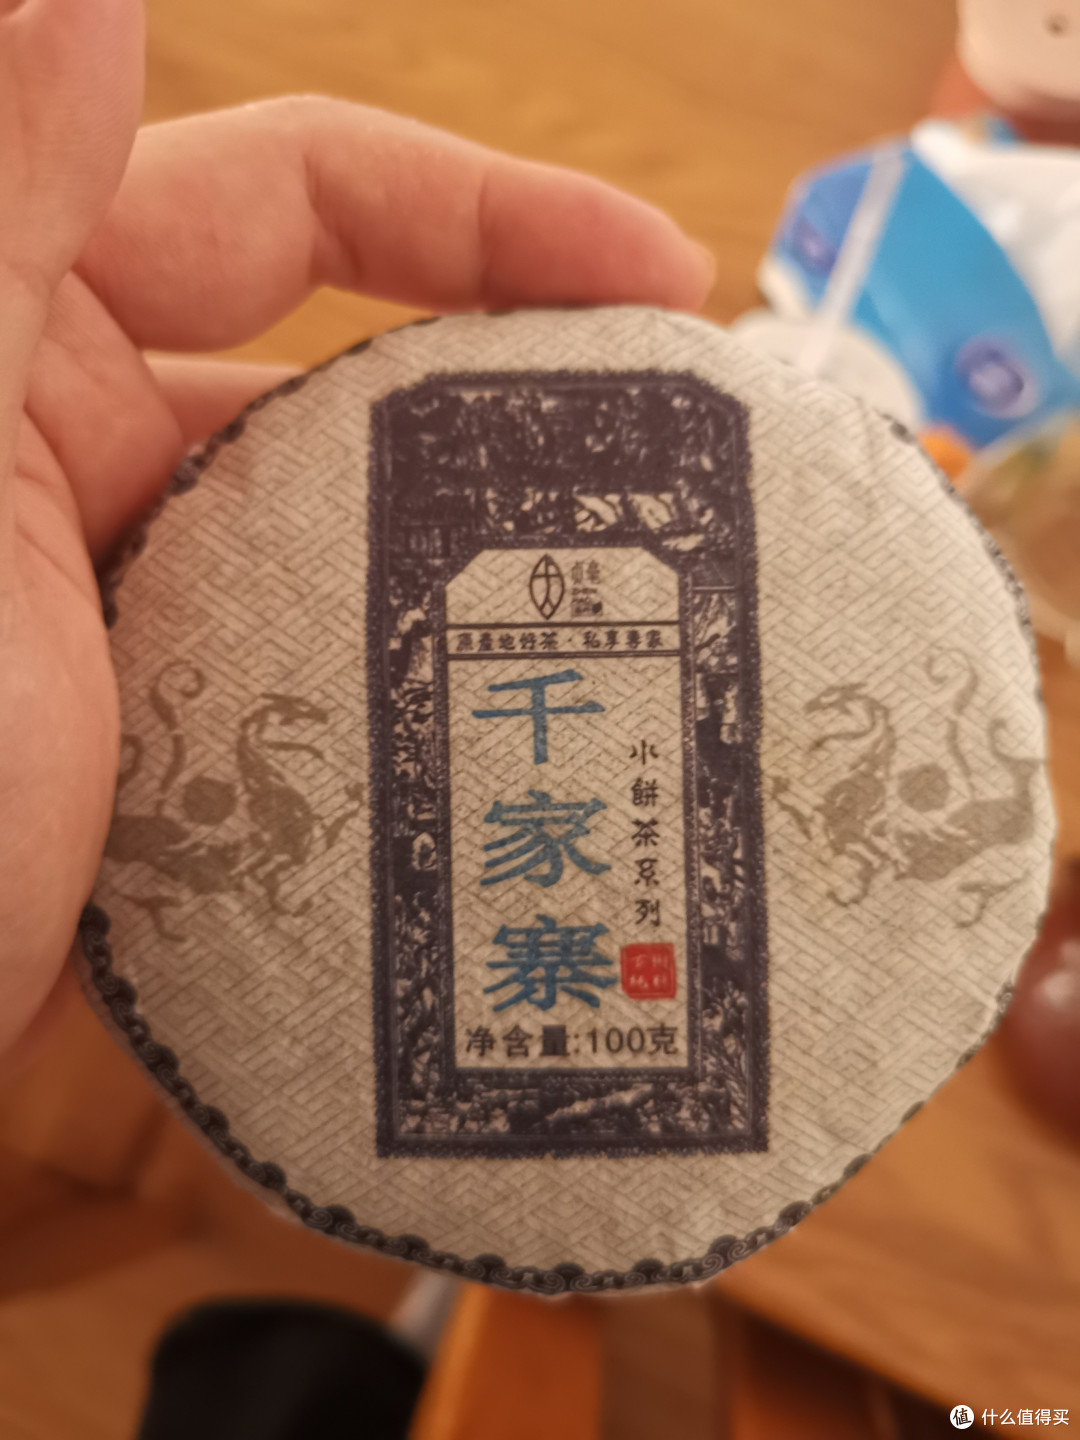 原產地好茶·私享專家
千家寨
小餅茶系列
净含量:100克
值 什么值得买